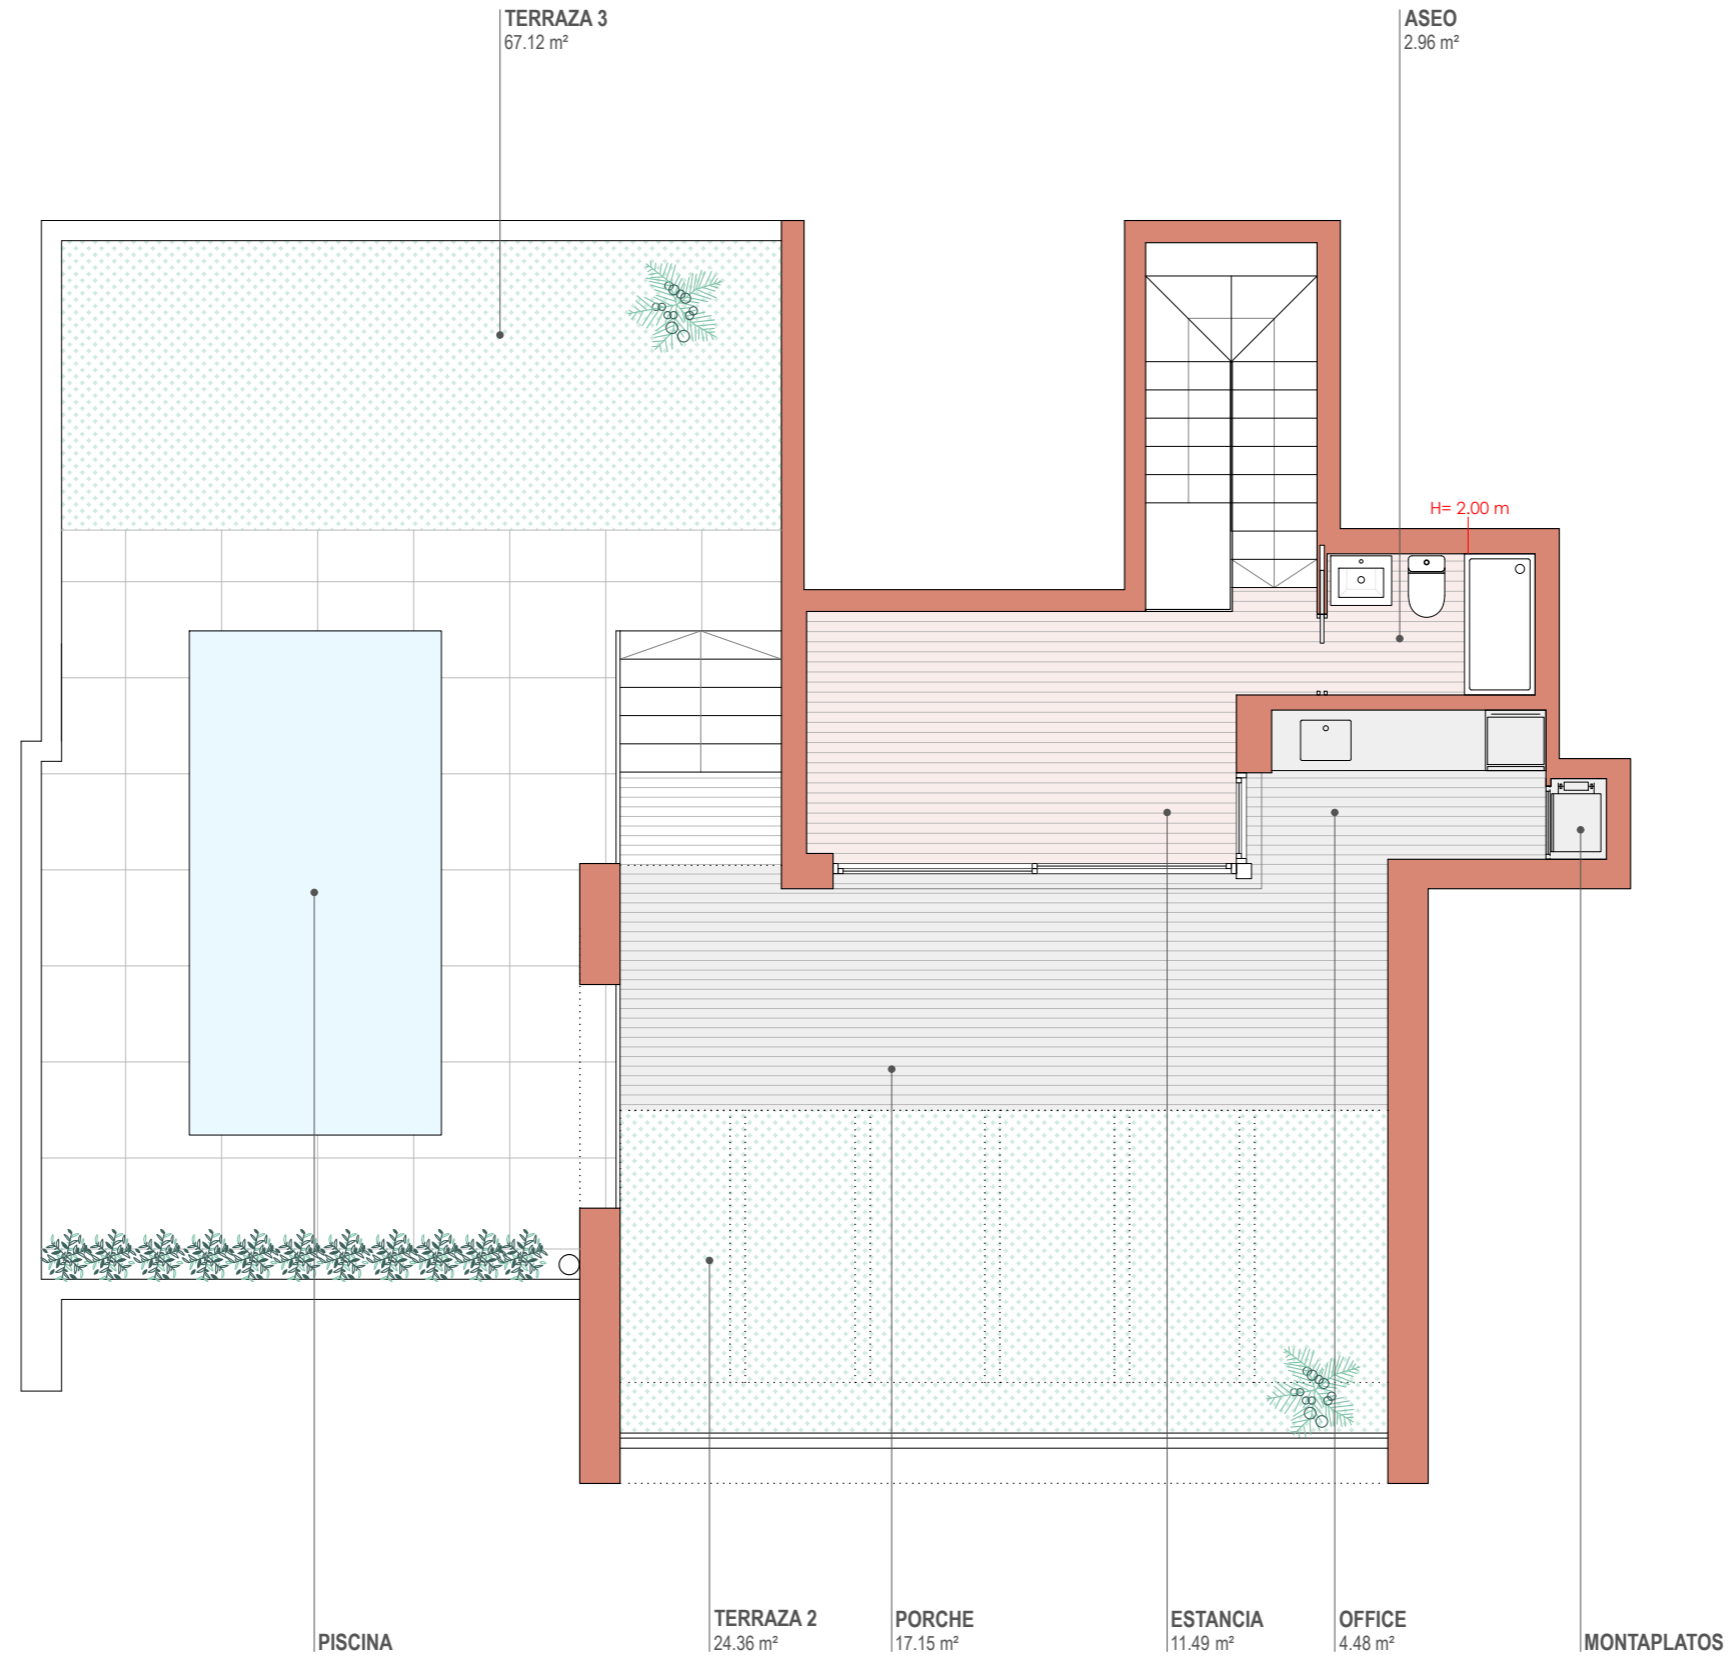 TERRAZA 3
67.12 m²
ASEO
2.96 m²
H= 2.00 m
PISCINA
TERRAZA 2
24.36 m²
PORCHE
17.15 m²
ESTANCIA
11.49 m²
OFFICE
4.48 m²
MONTAPLATOS